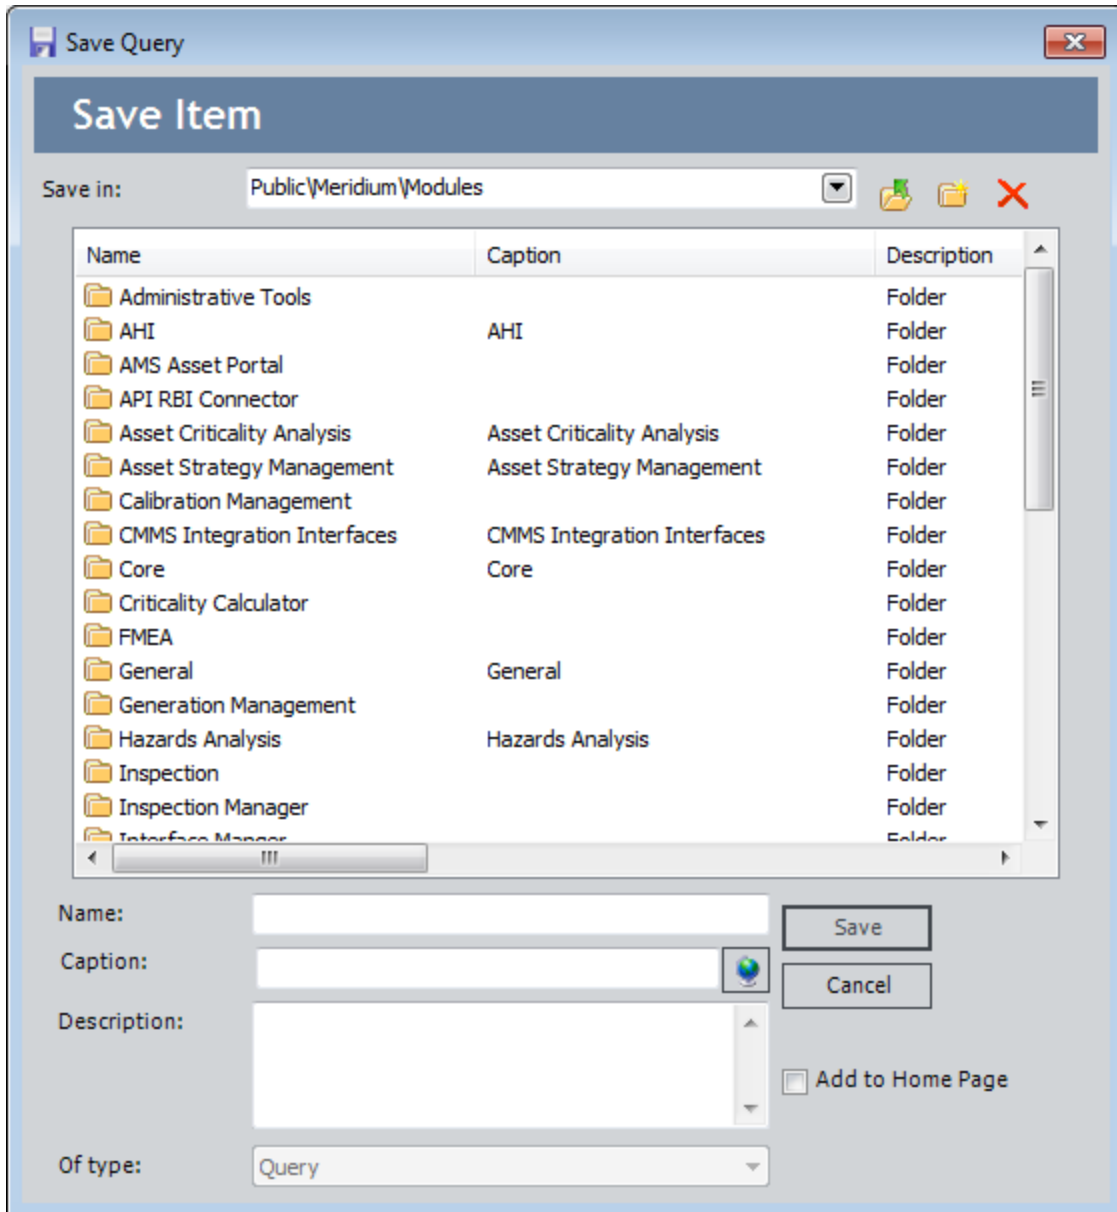 Save Query
Save Item
Save in: Public\Meridium\Modules
Name Caption Description
Administrative Tools Folder
AHI AHI Folder
AMS Asset Portal Folder
API RBI Connector Folder
Asset Criticality Analysis Asset Criticality Analysis Folder
Asset Strategy Management Asset Strategy Management Folder
Calibration Management Folder
CMMS Integration Interfaces CMMS Integration Interfaces Folder
Core Core Folder
Criticality Calculator Folder
FMEA Folder
General General Folder
Generation Management Folder
Hazards Analysis Hazards Analysis Folder
Inspection Folder
Inspection Manager Folder
Interface Manger Folder
Name: Save
Caption: Cancel
Description:
Add to Home Page
Of type: Query